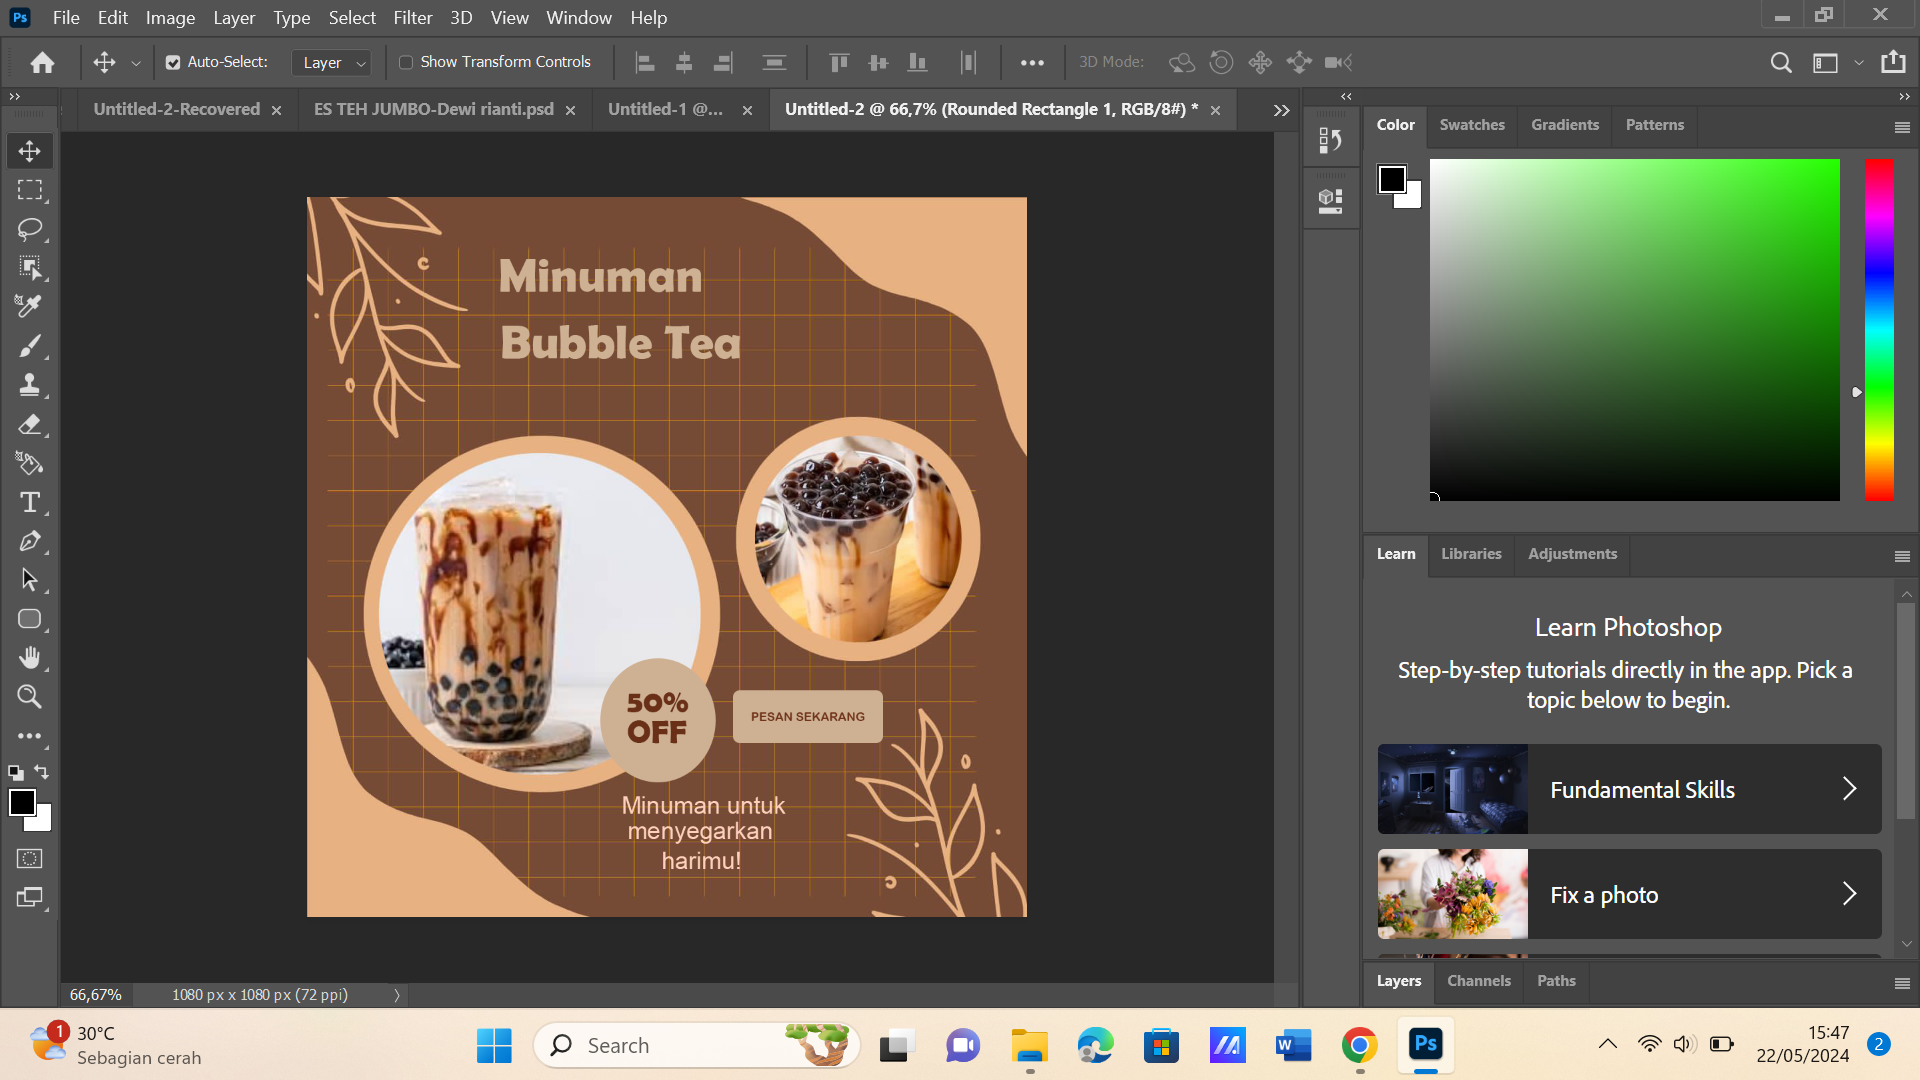 Ps File Edit Image Layer Type Select Filter 3D View Window Help
Auto-Select: Layer Show Transform Controls 3D Mode:
Untitled-2-Recovered ES TEH JUMBO-Dewi rianti.psd Untitled-1 @... Untitled-2 @ 66,7% (Rounded Rectangle 1, RGB/8#) *
Color Swatches Gradients Patterns
Minuman
Bubble Tea
50%
OFF
PESAN SEKARANG
Minuman untuk
menyegarkan
harimu!
Learn Libraries Adjustments
Learn Photoshop
Step-by-step tutorials directly in the app. Pick a
topic below to begin.
Fundamental Skills
Fix a photo
Layers Channels Paths
66,67% 1080 px x 1080 px (72 ppi)
1
30°C
Sebagian cerah
Search
W
Ps
15:47
22/05/2024
2